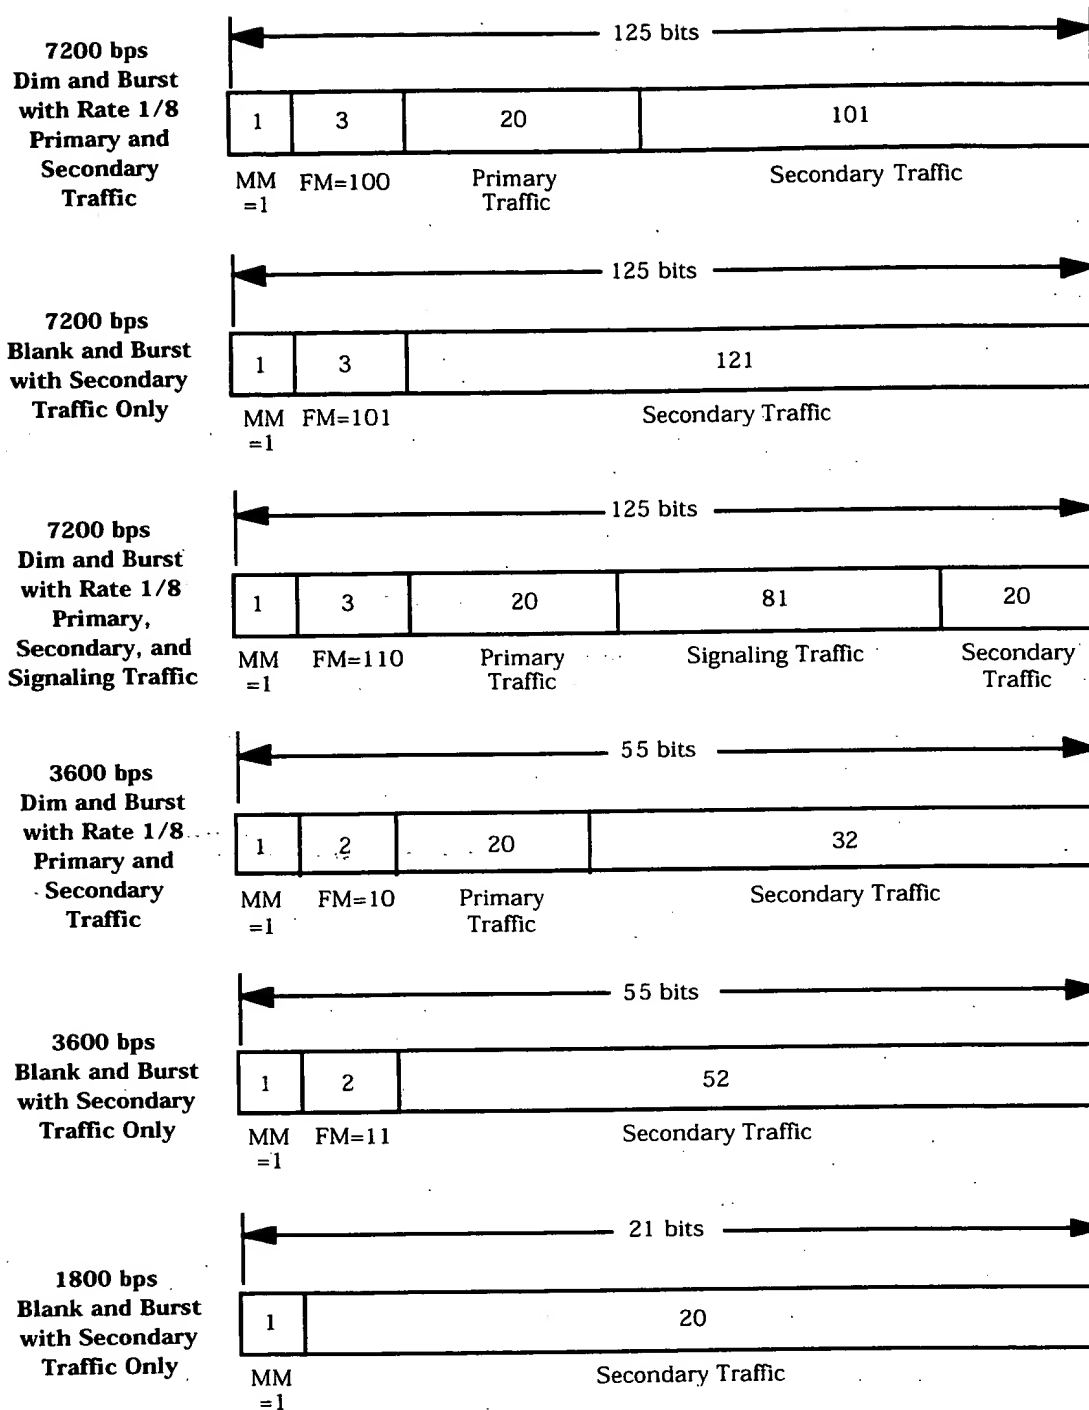 125 bits
7200 bps
Dim and Burst
with Rate 1/8
Primary and
Secondary
Traffic
1 3 20 101
MM =1 FM=100 Primary Traffic Secondary Traffic
125 bits
7200 bps
Blank and Burst
with Secondary
Traffic Only
1 3 121
MM =1 FM=101 Secondary Traffic
125 bits
7200 bps
Dim and Burst
with Rate 1/8
Primary,
Secondary, and
Signaling Traffic
1 3 20 81 20
MM =1 FM=110 Primary Traffic Signaling Traffic Secondary Traffic
55 bits
3600 bps
Dim and Burst
with Rate 1/8
Primary and
Secondary
Traffic
1 2 20 32
MM =1 FM=10 Primary Traffic Secondary Traffic
55 bits
3600 bps
Blank and Burst
with Secondary
Traffic Only
1 2 52
MM =1 FM=11 Secondary Traffic
21 bits
1800 bps
Blank and Burst
with Secondary
Traffic Only
1 20
MM =1 Secondary Traffic